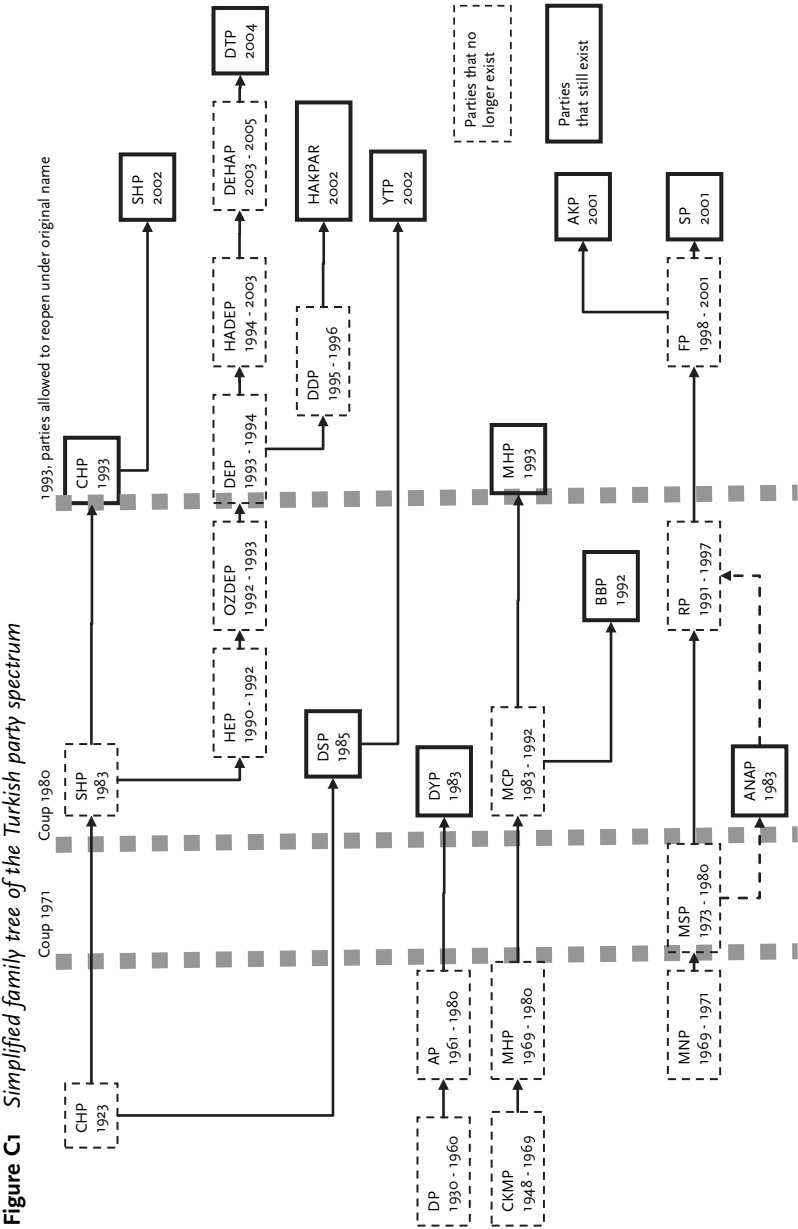 Figure C1 Simplified family tree of the Turkish party spectrum
Coup 1971
Coup 1980
1993, parties allowed to reopen under original name
CHP
1923
SHP
1983
CHP
1993
SHP
2002
HEP
1990 - 1992
OZDEP
1992 - 1993
DEP
1993 - 1994
HADEP
1994 - 2003
DEHAP
2003 - 2005
DTP
2004
DDP
1995 - 1996
HAKPAR
2002
DSP
1985
YTP
2002
DP
1930 - 1960
AP
1961 - 1980
DYP
1983
CKMP
1948 - 1969
MHP
1969 - 1980
MCP
1983 - 1992
MHP
1993
BBP
1992
MNP
1969 - 1971
MSP
1973 - 1980
RP
1991 - 1997
FP
1998 - 2001
AKP
2001
SP
2001
ANAP
1983
Parties that no
longer exist
Parties
that still exist